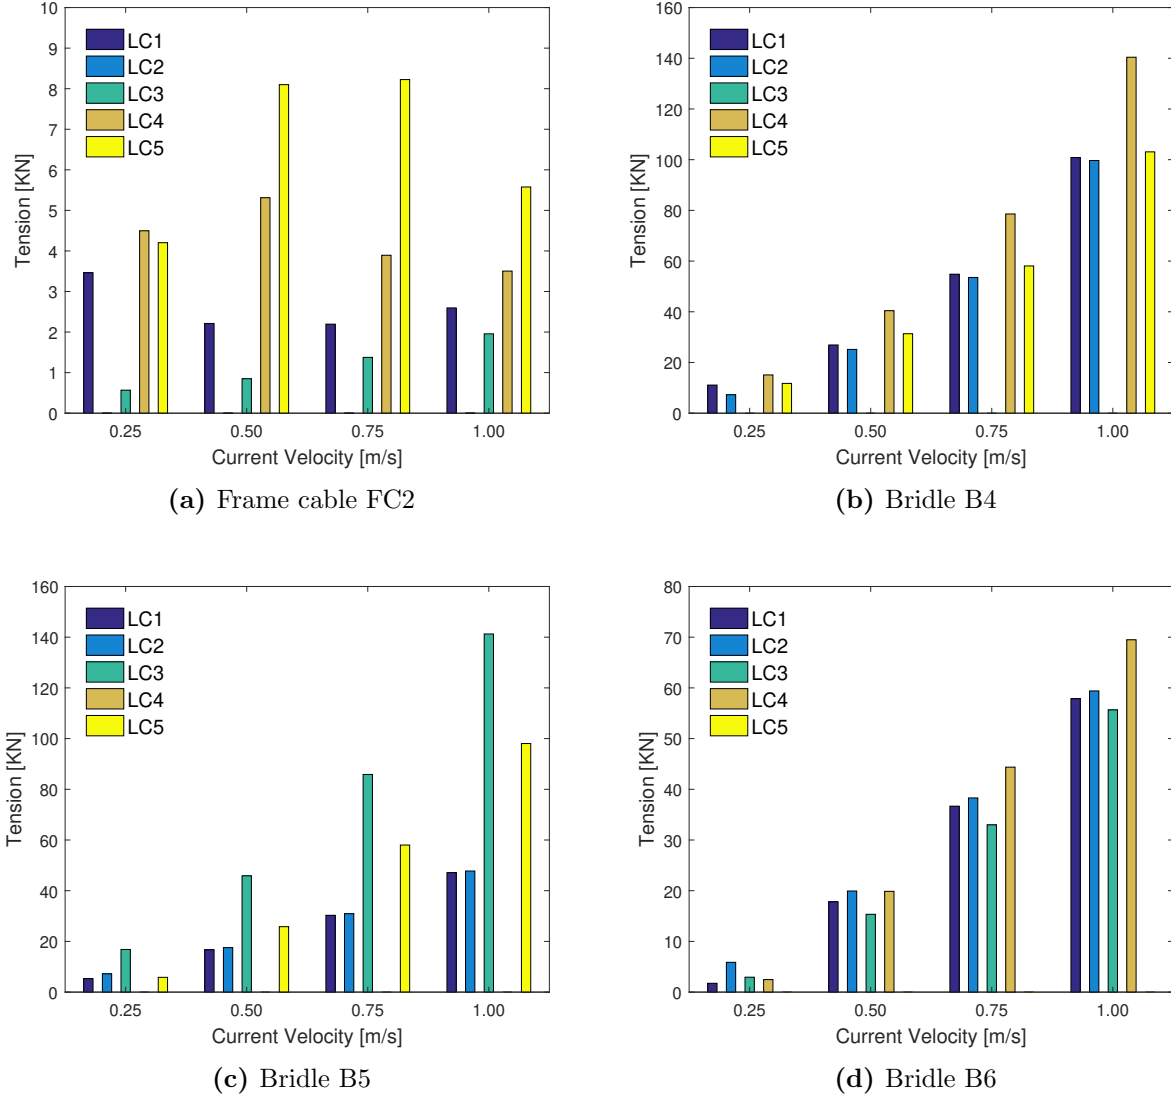 10
9
8
7
6
5
4
3
2
1
0
Tension [KN]
LC1
LC2
LC3
LC4
LC5
0.25 0.50 0.75 1.00
Current Velocity [m/s]
(a) Frame cable FC2
160
140
120
100
80
60
40
20
0
Tension [KN]
LC1
LC2
LC3
LC4
LC5
0.25 0.50 0.75 1.00
Current Velocity [m/s]
(b) Bridle B4
160
140
120
100
80
60
40
20
0
Tension [KN]
LC1
LC2
LC3
LC4
LC5
0.25 0.50 0.75 1.00
Current Velocity [m/s]
(c) Bridle B5
80
70
60
50
40
30
20
10
0
Tension [KN]
LC1
LC2
LC3
LC4
LC5
0.25 0.50 0.75 1.00
Current Velocity [m/s]
(d) Bridle B6